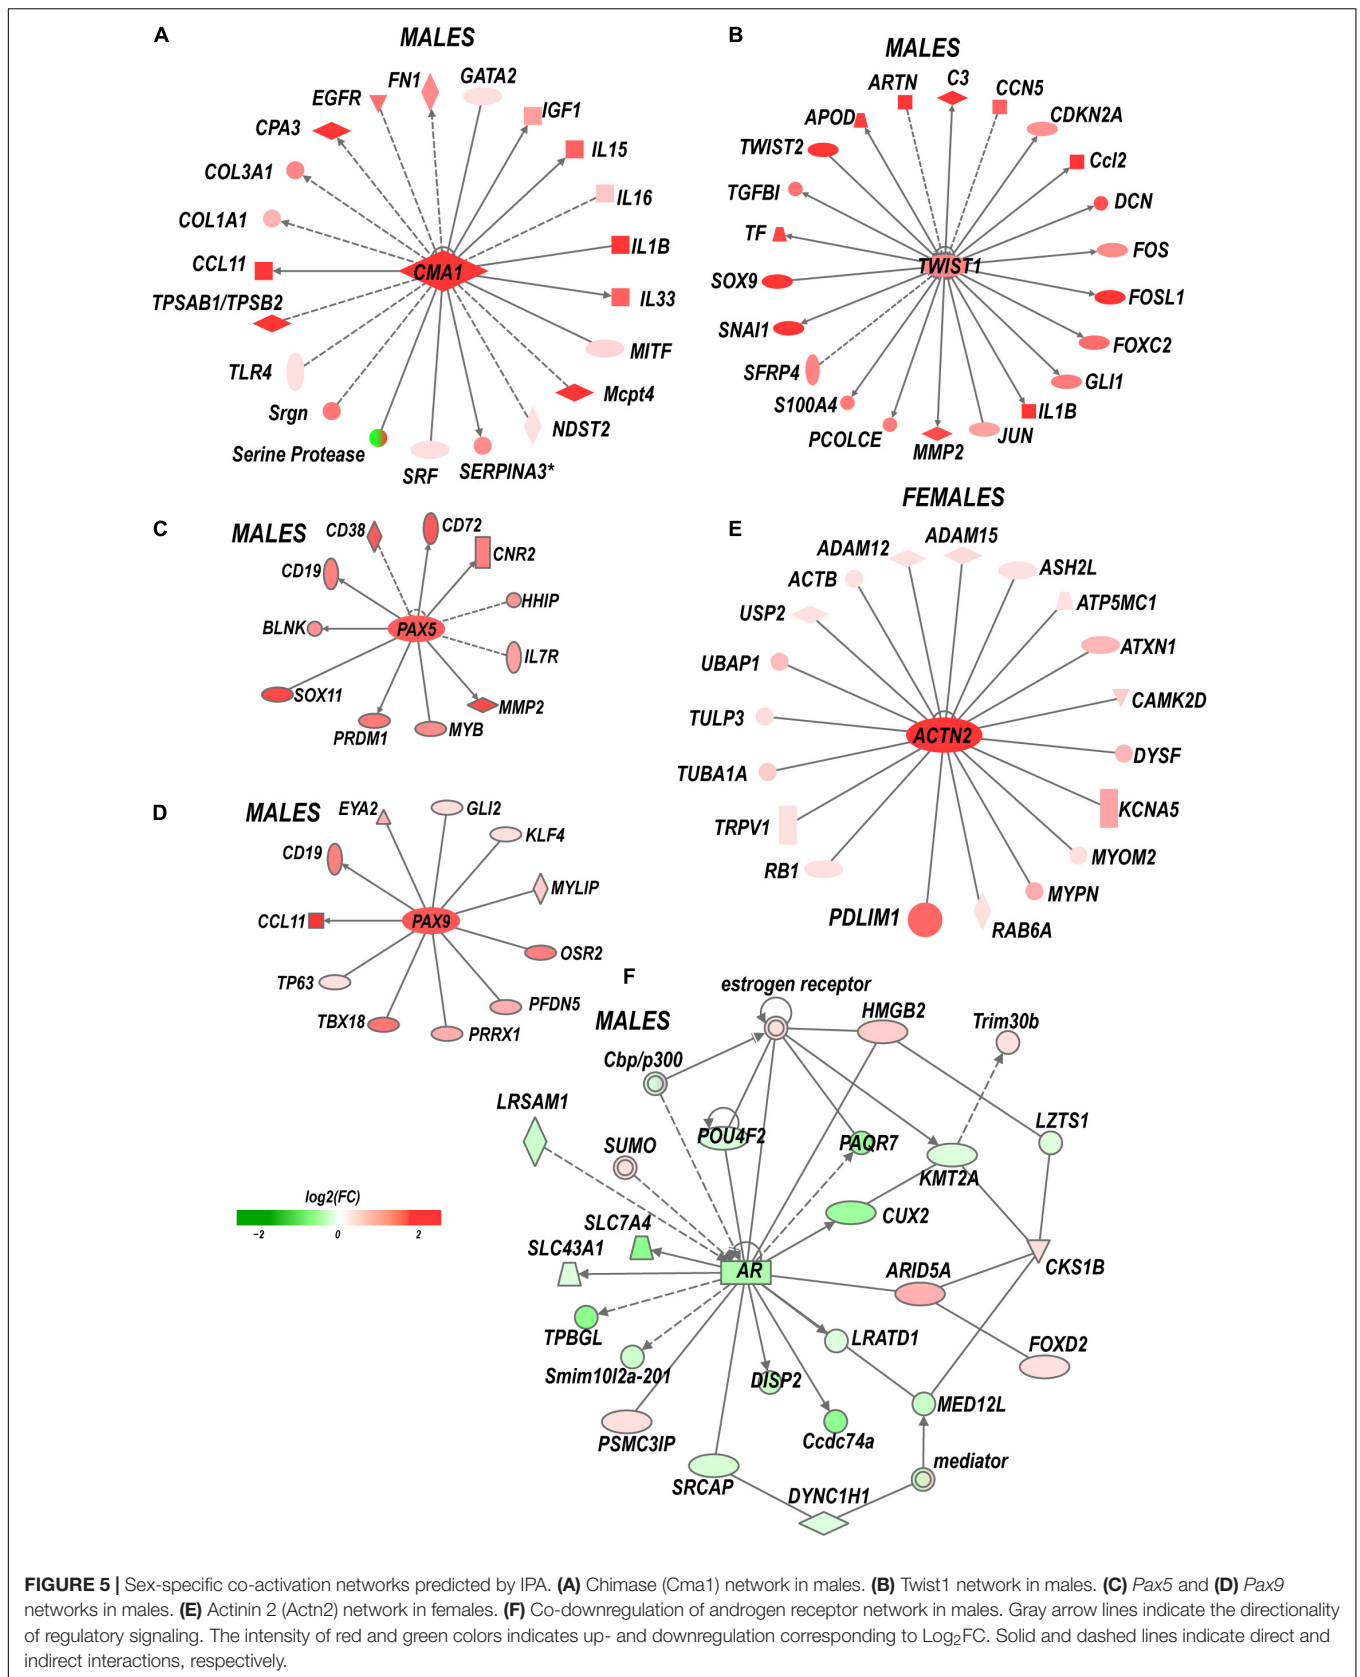 A
MALES
FN1
GATA2
EGFR
IGF1
CPA3
IL15
COL3A1
IL16
COL1A1
IL1B
CCL11
CMA1
TPSAB1/TPSB2
IL33
MITF
TLR4
Mcpt4
Srgn
NDST2
Serine Protease
SRF
SERPINA3*
B
MALES
ARTN
C3
CCN5
APOD
CDKN2A
TWIST2
Ccl2
TGFBI
DCN
TF
FOS
TWIST1
SOX9
FOSL1
SNAI1
FOXC2
SFRP4
GLI1
S100A4
IL1B
PCOLCE
JUN
MMP2
C
MALES
CD38
CD72
CNR2
CD19
HHIP
BLNK
PAX5
IL7R
SOX11
MMP2
PRDM1
MYB
D
MALES
EYA2
GLI2
KLF4
CD19
MYLIP
CCL11
PAX9
OSR2
TP63
PFDN5
TBX18
PRRX1
FEMALES
E
ADAM12
ADAM15
ACTB
ASH2L
USP2
ATP5MC1
UBAP1
ATXN1
CAMK2D
TULP3
ACTN2
DYSF
TUBA1A
KCNA5
TRPV1
MYOM2
RB1
MYPN
PDLIM1
RAB6A
F
MALES
estrogen receptor
HMGB2
Trim30b
Cbp/p300
LRSAM1
LZTS1
SUMO
POU4F2
PAQR7
KMT2A
CUX2
SLC7A4
SLC43A1
AR
ARID5A
CKS1B
TPBGL
LRATD1
FOXD2
Smim10l2a-201
DISP2
MED12L
PSMC3IP
Ccdc74a
mediator
SRCAP
DYNC1H1
log2(FC)
−2 0 2
FIGURE 5 | Sex-specific co-activation networks predicted by IPA. (A) Chimase (Cma1) network in males. (B) Twist1 network in males. (C) Pax5 and (D) Pax9
networks in males. (E) Actinin 2 (Actn2) network in females. (F) Co-downregulation of androgen receptor network in males. Gray arrow lines indicate the directionality
of regulatory signaling. The intensity of red and green colors indicates up- and downregulation corresponding to Log₂FC. Solid and dashed lines indicate direct and
indirect interactions, respectively.